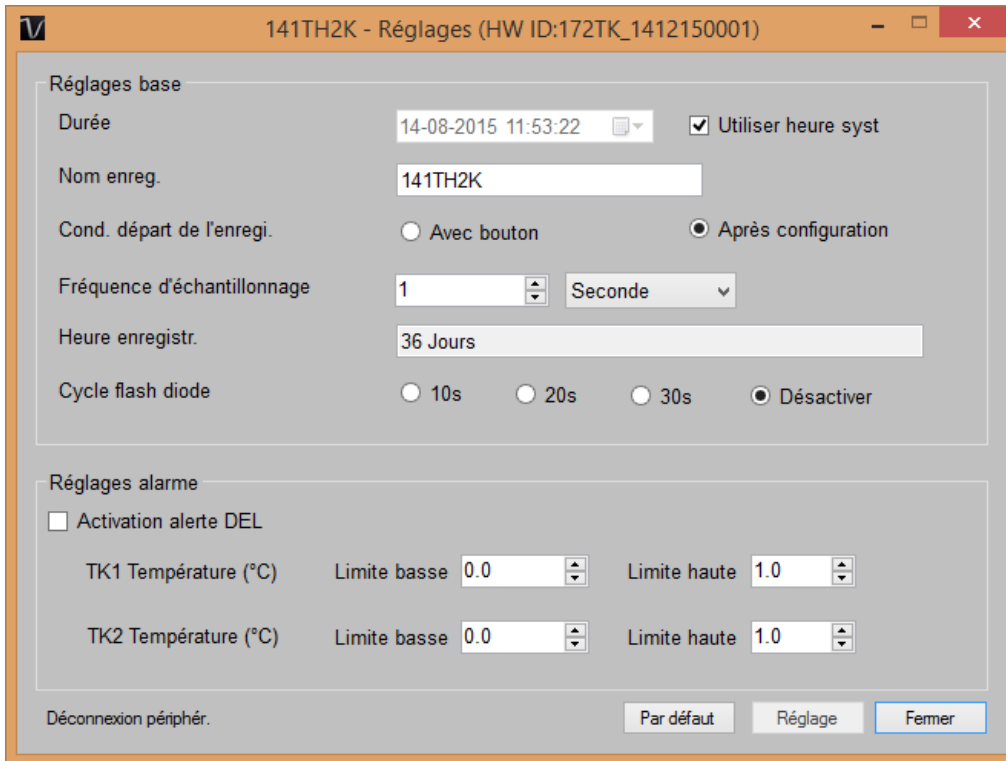 141TH2K - Réglages (HW ID:172TK_1412150001)
Réglages base
Durée 14-08-2015 11:53:22 Utiliser heure syst
Nom enreg. 141TH2K
Cond. départ de l'enregi. Avec bouton Après configuration
Fréquence d'échantillonnage 1 Seconde
Heure enregistr. 36 Jours
Cycle flash diode 10s 20s 30s Désactiver
Réglages alarme
Activation alerte DEL
TK1 Température (°C) Limite basse 0.0 Limite haute 1.0
TK2 Température (°C) Limite basse 0.0 Limite haute 1.0
Déconnexion périphér. Par défaut Réglage Fermer